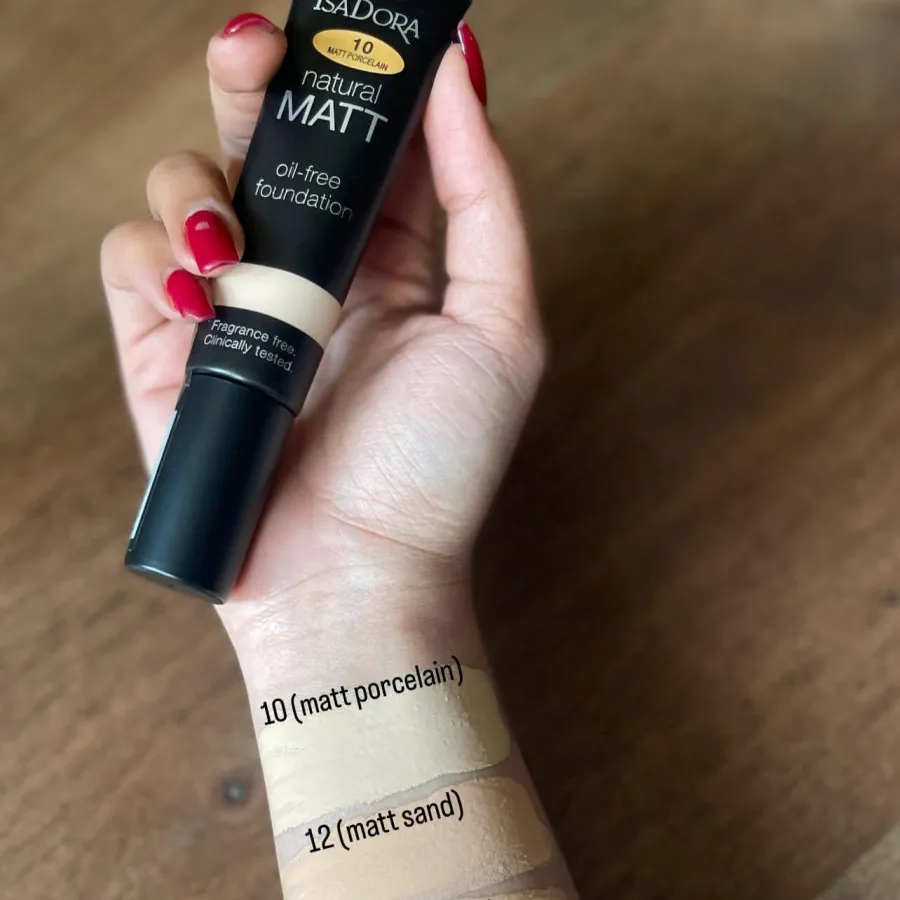 ISADORA
10
MATT PORCELAIN
natural
MATT
oil-free
foundation
Fragrance free.
Clinically tested.
10 (matt porcelain)
12 (matt sand)